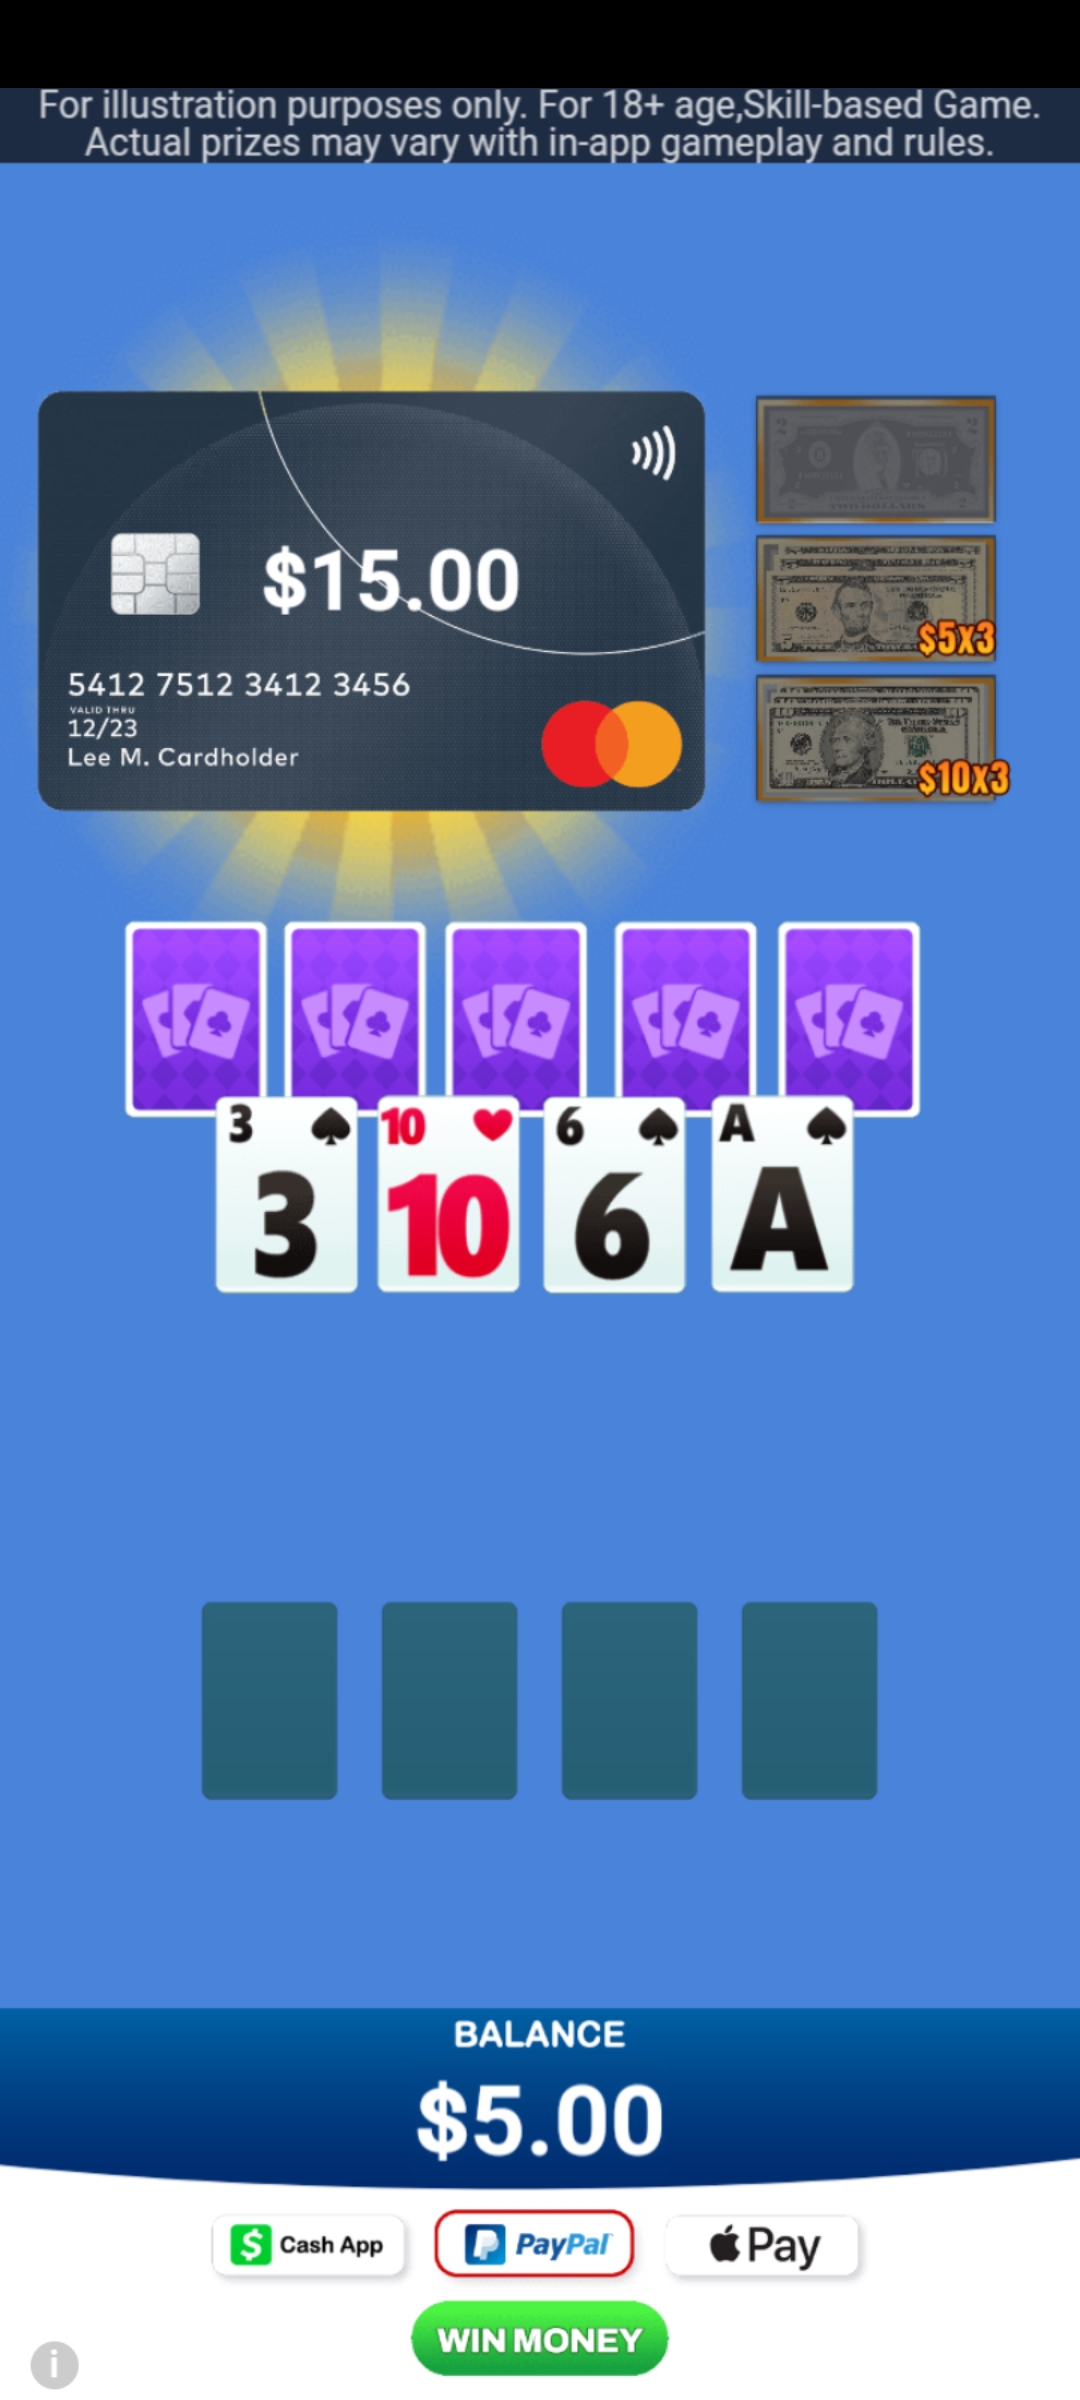 For illustration purposes only. For 18+ age,Skill-based Game.
Actual prizes may vary with in-app gameplay and rules.
$15.00
5412 7512 3412 3456
VALID THRU
12/23
Lee M. Cardholder
$5x3
$10x3
3
3
10
10
6
6
A
A
BALANCE
$5.00
Cash App
PayPal
Pay
WIN MONEY
i